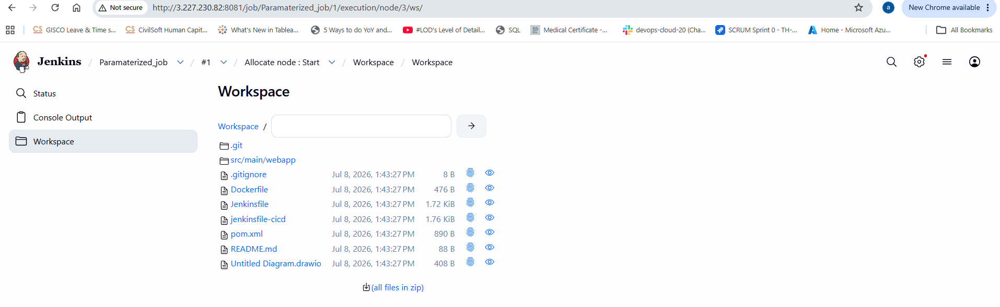 Not secure http://3.227.230.82:8081/job/Paramaterized_job/1/execution/node/3/ws/ a New Chrome available
CS GISCO Leave & Time s... CS CivilSoft Human Capit... What's New in Tablea... 5 Ways to do YoY and... #LOD's Level of Detail... SQL Medical Certificate -... devops-cloud-20 (Cha... SCRUM Sprint 0 - TH-... Home - Microsoft Azu... All Bookmarks
Jenkins / Paramaterized_job / #1 / Allocate node : Start / Workspace / Workspace
Status
Console Output
Workspace
Workspace
Workspace /
.git
src/main/webapp
.gitignore Jul 8, 2026, 1:43:27 PM 8 B
Dockerfile Jul 8, 2026, 1:43:27 PM 476 B
Jenkinsfile Jul 8, 2026, 1:43:27 PM 1.72 KiB
jenkinsfile-cicd Jul 8, 2026, 1:43:27 PM 1.76 KiB
pom.xml Jul 8, 2026, 1:43:27 PM 890 B
README.md Jul 8, 2026, 1:43:27 PM 88 B
Untitled Diagram.drawio Jul 8, 2026, 1:43:27 PM 408 B
(all files in zip)